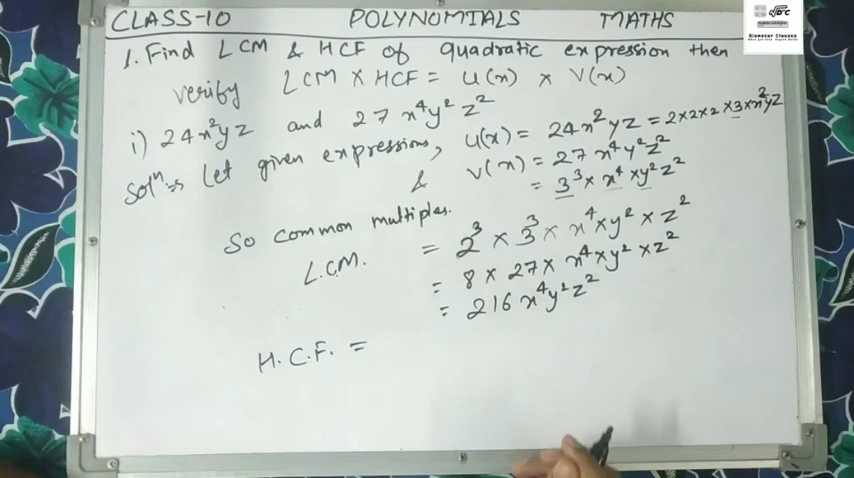 CLASS-10 POLYNOMIALS MATHS
1. Find LCM & HCF of quadratic expression then
verify LCM × HCF = U(x) × V(x)
i) 24x²yz and 27x⁴y²z²
Solⁿ ⇒ Let given expressions, U(x) = 24x²yz = 2×2×2×3×x²yz
& V(x) = 27x⁴y²z²
= 3³ × x⁴ × y² z²
So common multiples.
L.C.M. = 2³ × 3³ × x⁴ × y² × z²
= 8 × 27 × x⁴ × y² × z²
= 216 x⁴y²z²
H.C.F. =